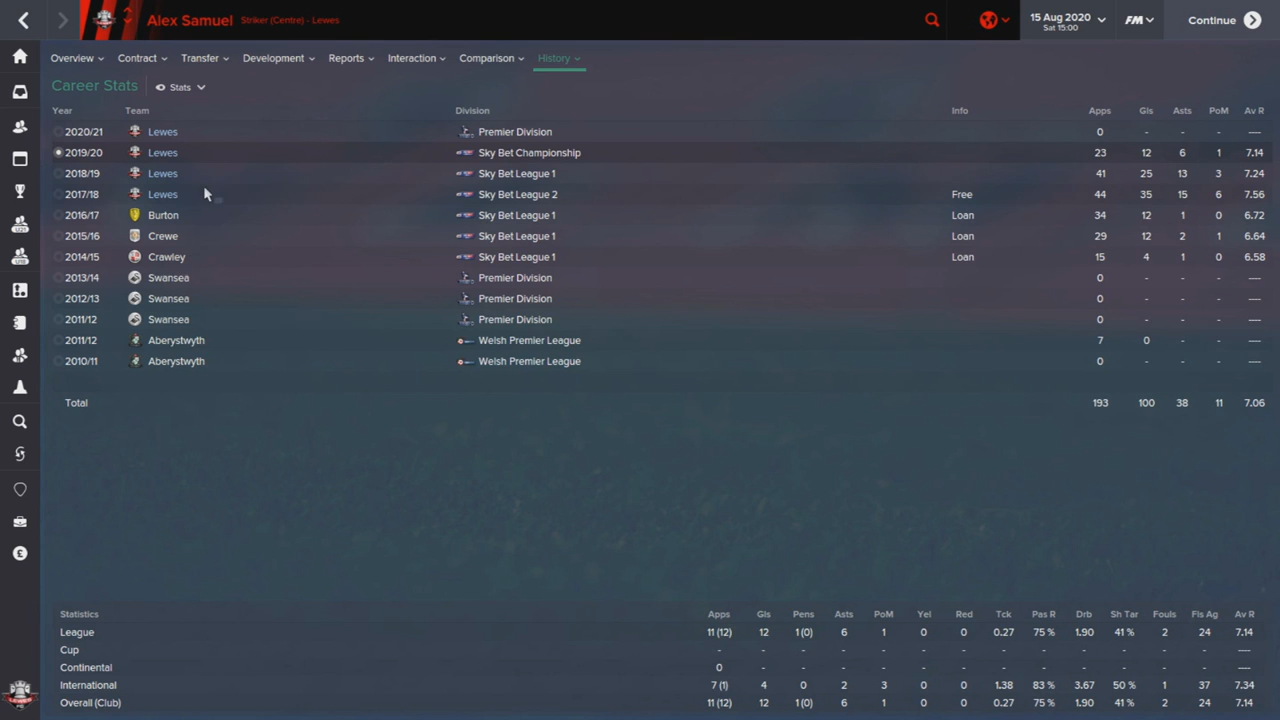 Alex Samuel Striker (Centre) - Lewes 15 Aug 2020 Sat 15:00 FM Continue
Overview Contract Transfer Development Reports Interaction Comparison History
Career Stats Stats
Year Team Division Info Apps Gls Asts PoM Av R
2020/21 Lewes Premier Division 0 - - - ---
2019/20 Lewes Sky Bet Championship 23 12 6 1 7.14
2018/19 Lewes Sky Bet League 1 41 25 13 3 7.24
2017/18 Lewes Sky Bet League 2 Free 44 35 15 6 7.56
2016/17 Burton Sky Bet League 1 Loan 34 12 1 0 6.72
2015/16 Crewe Sky Bet League 1 Loan 29 12 2 1 6.64
2014/15 Crawley Sky Bet League 1 Loan 15 4 1 0 6.58
2013/14 Swansea Premier Division 0 - - - ---
2012/13 Swansea Premier Division 0 - - - ---
2011/12 Swansea Premier Division 0 - - - ---
2011/12 Aberystwyth Welsh Premier League 7 0 - - ---
2010/11 Aberystwyth Welsh Premier League 0 - - - ---
Total 193 100 38 11 7.06
Statistics Apps Gls Pens Asts PoM Yel Red Tck Pas R Drb Sh Tar Fouls Fls Ag Av R
League 11 (12) 12 1 (0) 6 1 0 0 0.27 75 % 1.90 41 % 2 24 7.14
Cup - - - - - - - - - - - - - ---
Continental 0 - - - - - - - - - - - - ---
International 7 (1) 4 0 2 3 0 0 1.38 83 % 3.67 50 % 1 37 7.34
Overall (Club) 11 (12) 12 1 (0) 6 1 0 0 0.27 75 % 1.90 41 % 2 24 7.14